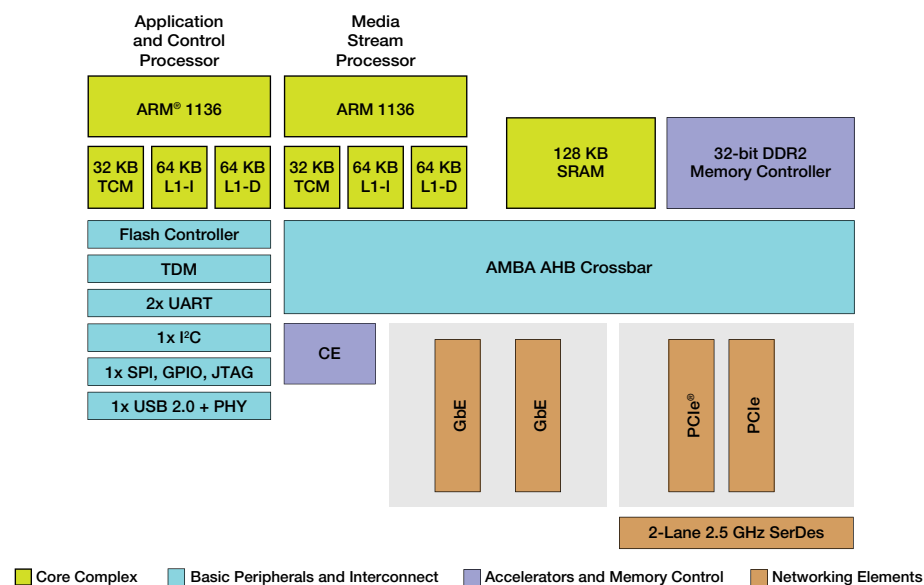 Application
and Control
Processor
Media
Stream
Processor
ARM® 1136
ARM 1136
32 KB
TCM
64 KB
L1-I
64 KB
L1-D
32 KB
TCM
64 KB
L1-I
64 KB
L1-D
128 KB
SRAM
32-bit DDR2
Memory Controller
Flash Controller
TDM
2x UART
1x I²C
1x SPI, GPIO, JTAG
1x USB 2.0 + PHY
AMBA AHB Crossbar
CE
GbE
GbE
PCIe®
PCIe
2-Lane 2.5 GHz SerDes
Core Complex
Basic Peripherals and Interconnect
Accelerators and Memory Control
Networking Elements